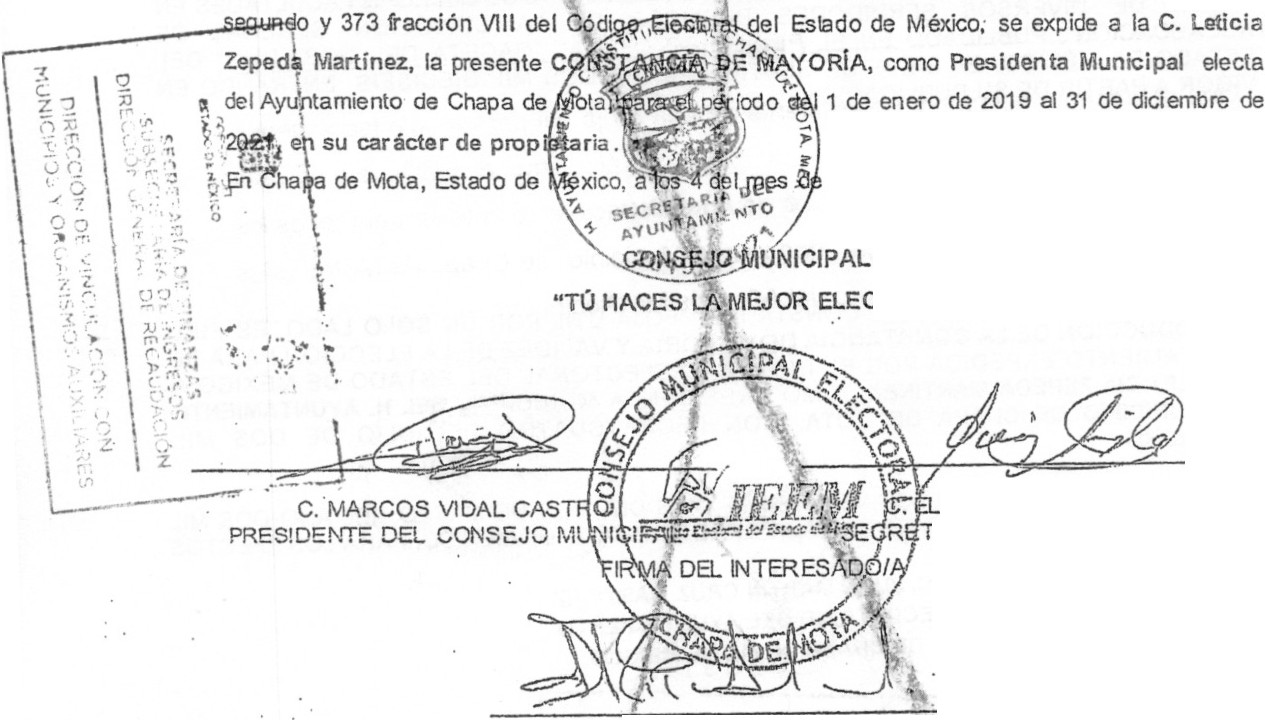 segundo y 373 fracción VIII del Código Electoral del Estado de México, se expide a la C. Leticia
Zepeda Martínez, la presente CONSTANCIA DE MAYORÍA, como Presidenta Municipal electa
del Ayuntamiento de Chapa de Mota, para el período del 1 de enero de 2019 al 31 de diciembre de
2021, en su carácter de propietaria.
En Chapa de Mota, Estado de México, a los 4 del mes de
SECRETARÍA DEL
AYUNTAMIENTO
CONSEJO MUNICIPAL
"TÚ HACES LA MEJOR ELEC
SECRETARÍA DE FINANZAS
SUBSECRETARÍA DE INGRESOS
DIRECCIÓN GENERAL DE RECAUDACIÓN
DIRECCIÓN DE VINCULACIÓN CON
MUNICIPIOS Y ORGANISMOS AUXILIARES
CONSEJO MUNICIPAL ELECTORAL
IEEM
CHAPA DE MOTA
C. MARCOS VIDAL CASTRO
C. EL
PRESIDENTE DEL CONSEJO MUNICIPAL
SECRET
FIRMA DEL INTERESADO/A